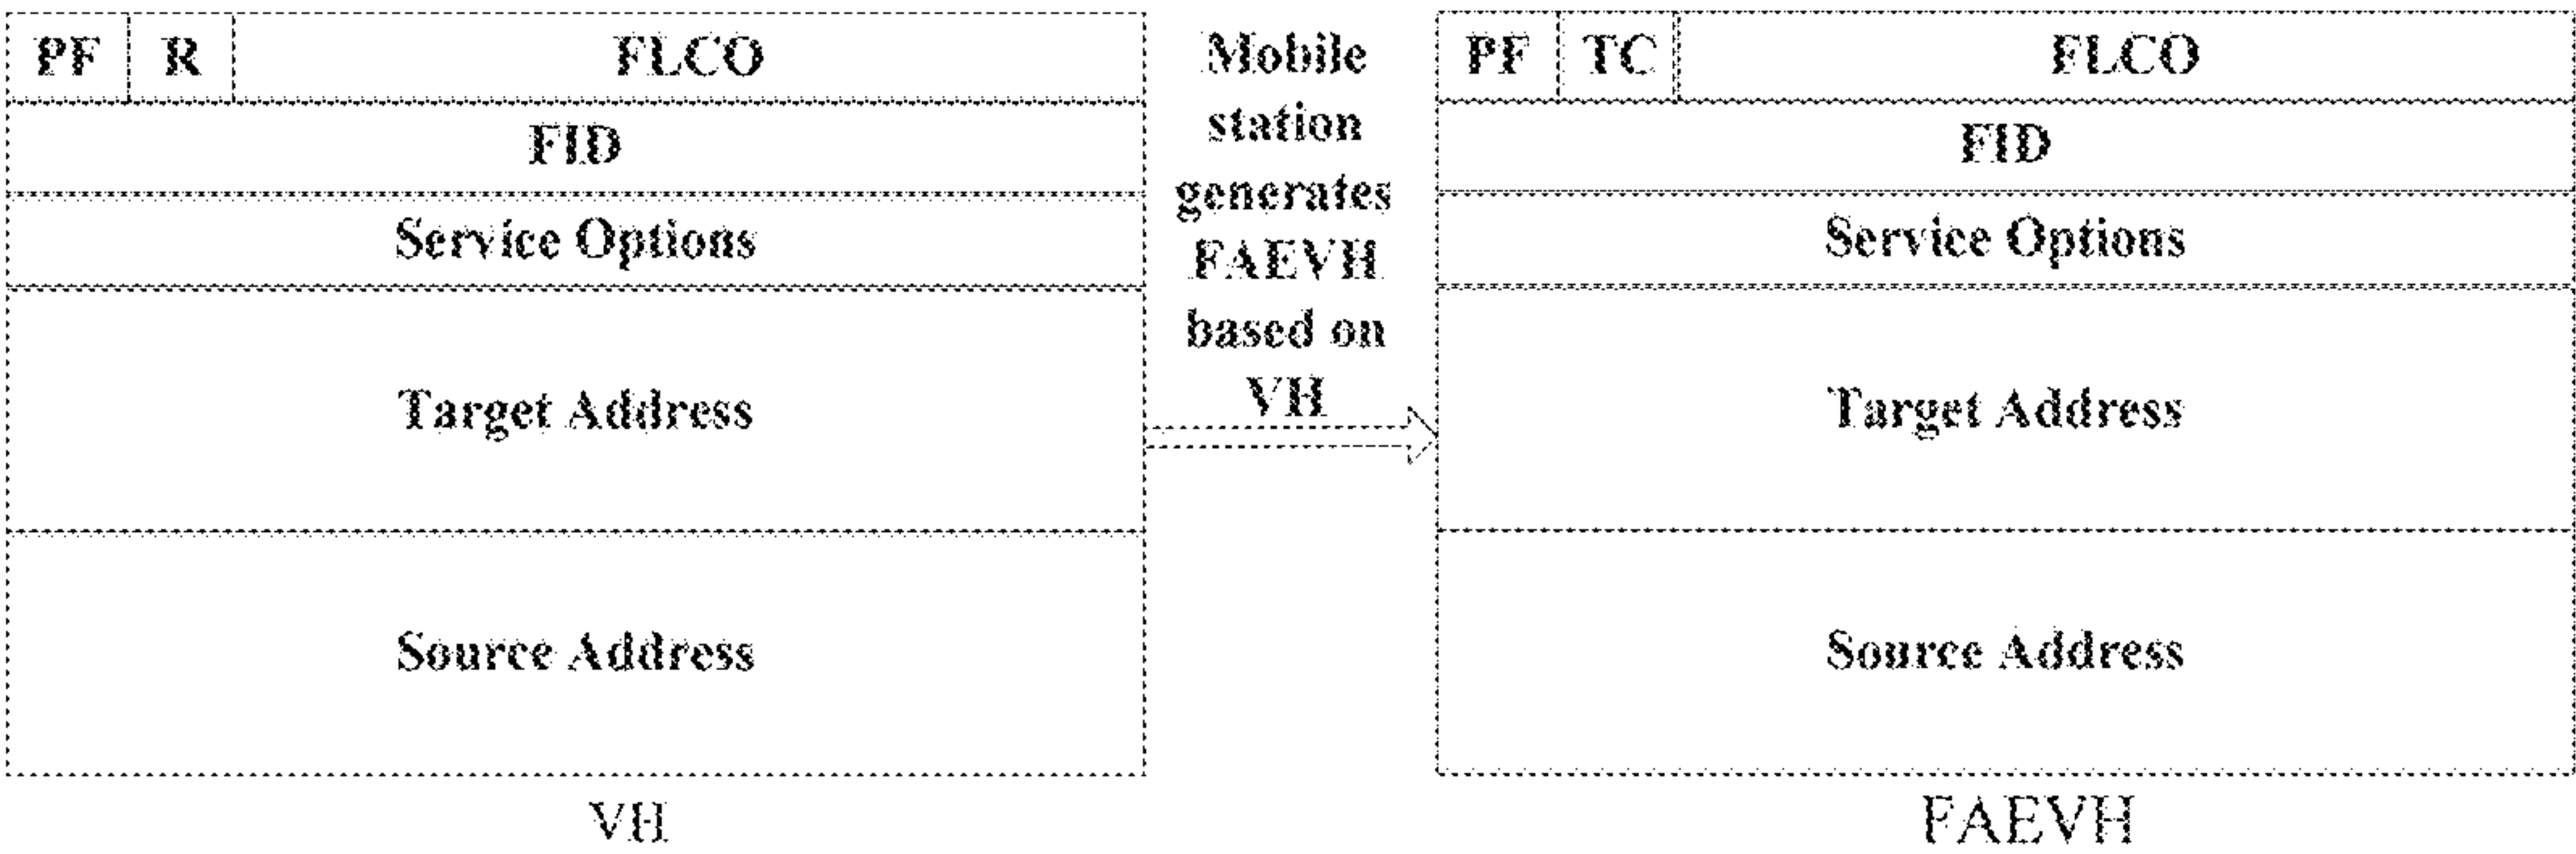 PF R FLCO
FID
Service Options
Target Address
Source Address
VH
Mobile
station
generates
FAEVH
based on
VH
PF TC FLCO
FID
Service Options
Target Address
Source Address
FAEVH